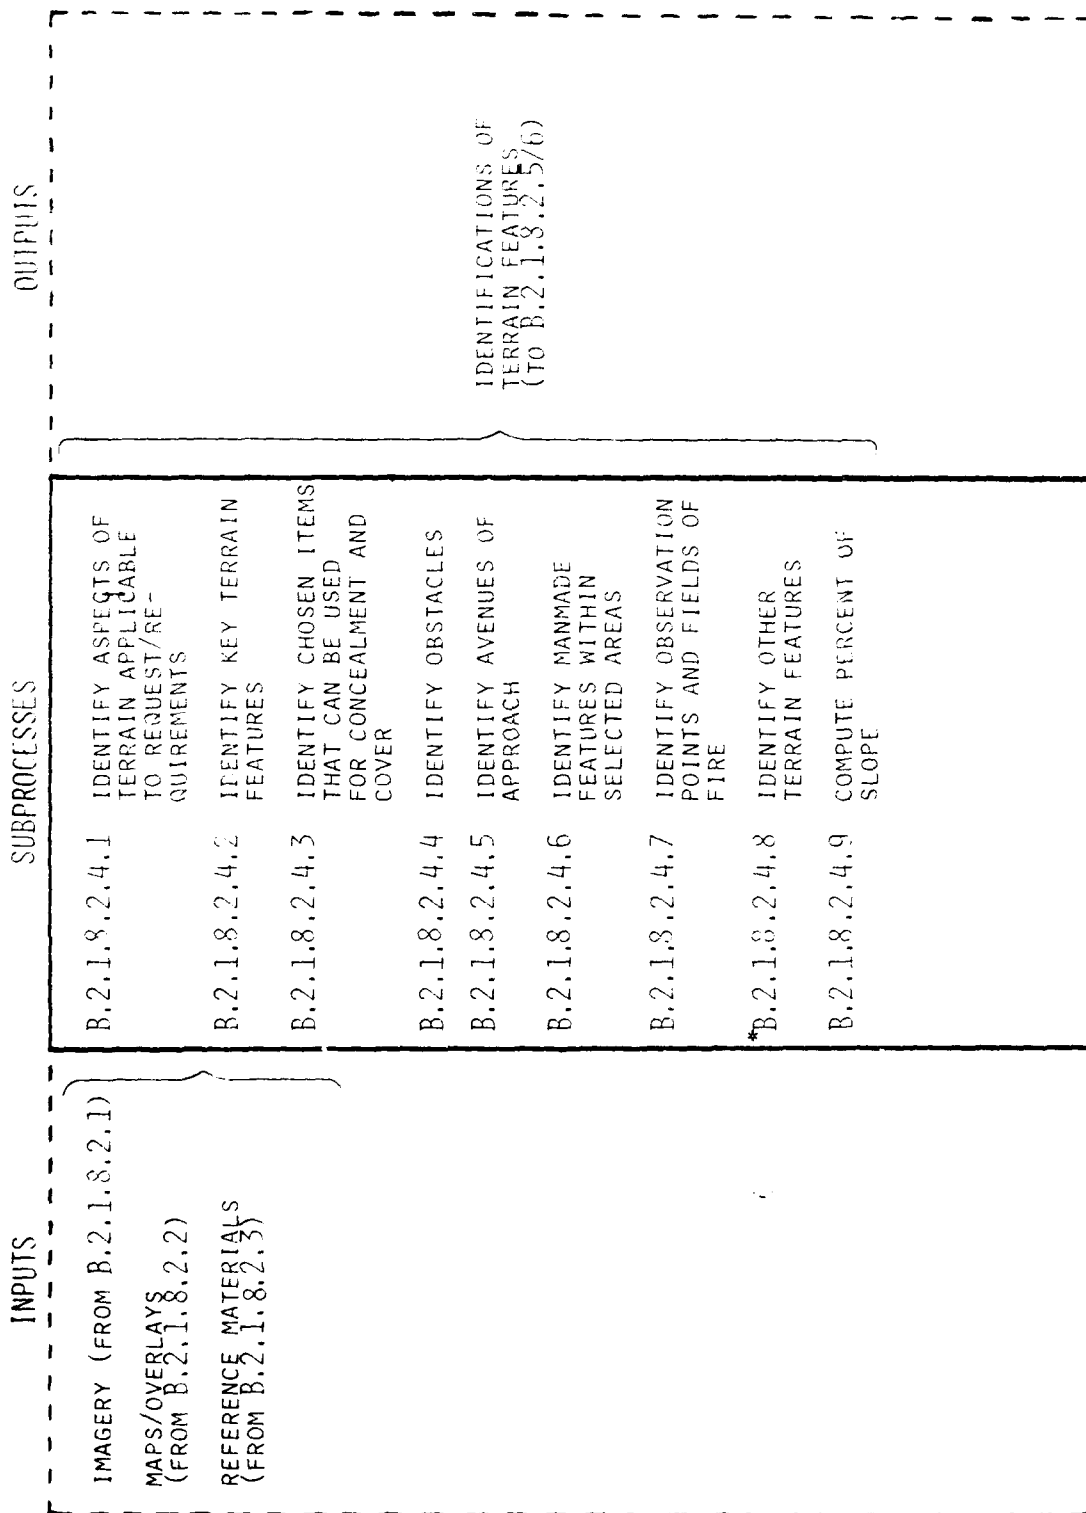 INPUTS
IMAGERY (FROM B.2.1.8.2.1)
MAPS/OVERLAYS
(FROM B.2.1.8.2.2)
REFERENCE MATERIALS
(FROM B.2.1.8.2.3)
SUBPROCESSES
B.2.1.8.2.4.1 IDENTIFY ASPECTS OF
TERRAIN APPLICABLE
TO REQUEST/RE-
QUIREMENTS
B.2.1.8.2.4.2 IDENTIFY KEY TERRAIN
FEATURES
B.2.1.8.2.4.3 IDENTIFY CHOSEN ITEMS
THAT CAN BE USED
FOR CONCEALMENT AND
COVER
B.2.1.8.2.4.4 IDENTIFY OBSTACLES
B.2.1.8.2.4.5 IDENTIFY AVENUES OF
APPROACH
B.2.1.8.2.4.6 IDENTIFY MANMADE
FEATURES WITHIN
SELECTED AREAS
B.2.1.8.2.4.7 IDENTIFY OBSERVATION
POINTS AND FIELDS OF
FIRE
*B.2.1.8.2.4.8 IDENTIFY OTHER
TERRAIN FEATURES
B.2.1.8.2.4.9 COMPUTE PERCENT OF
SLOPE
OUTPUTS
IDENTIFICATIONS OF
TERRAIN FEATURES
(TO B.2.1.8.2.5/6)